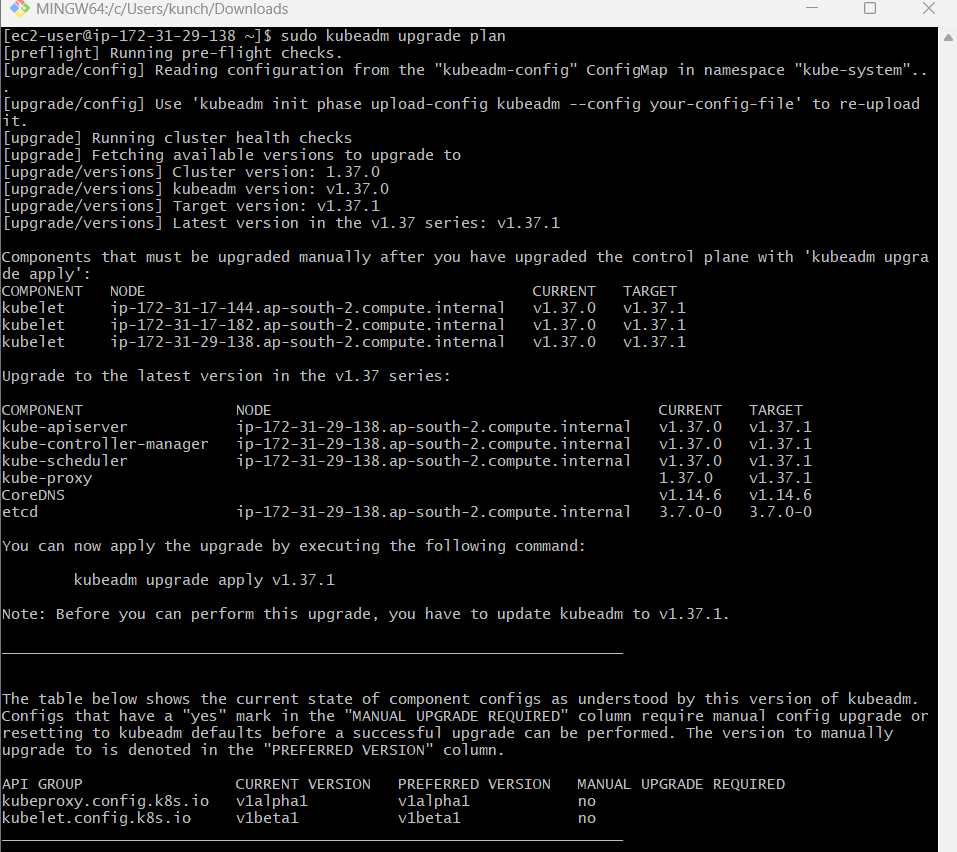 MINGW64:/c/Users/kunch/Downloads
[ec2-user@ip-172-31-29-138 ~]$ sudo kubeadm upgrade plan
[preflight] Running pre-flight checks.
[upgrade/config] Reading configuration from the "kubeadm-config" ConfigMap in namespace "kube-system"..
.
[upgrade/config] Use 'kubeadm init phase upload-config kubeadm --config your-config-file' to re-upload
it.
[upgrade] Running cluster health checks
[upgrade] Fetching available versions to upgrade to
[upgrade/versions] Cluster version: 1.37.0
[upgrade/versions] kubeadm version: v1.37.0
[upgrade/versions] Target version: v1.37.1
[upgrade/versions] Latest version in the v1.37 series: v1.37.1

Components that must be upgraded manually after you have upgraded the control plane with 'kubeadm upgra
de apply':
COMPONENT   NODE                                           CURRENT   TARGET
kubelet     ip-172-31-17-144.ap-south-2.compute.internal   v1.37.0   v1.37.1
kubelet     ip-172-31-17-182.ap-south-2.compute.internal   v1.37.0   v1.37.1
kubelet     ip-172-31-29-138.ap-south-2.compute.internal   v1.37.0   v1.37.1

Upgrade to the latest version in the v1.37 series:

COMPONENT                 NODE                                           CURRENT   TARGET
kube-apiserver            ip-172-31-29-138.ap-south-2.compute.internal   v1.37.0   v1.37.1
kube-controller-manager   ip-172-31-29-138.ap-south-2.compute.internal   v1.37.0   v1.37.1
kube-scheduler            ip-172-31-29-138.ap-south-2.compute.internal   v1.37.0   v1.37.1
kube-proxy                                                               1.37.0    v1.37.1
CoreDNS                                                                  v1.14.6   v1.14.6
etcd                      ip-172-31-29-138.ap-south-2.compute.internal   3.7.0-0   3.7.0-0

You can now apply the upgrade by executing the following command:

        kubeadm upgrade apply v1.37.1

Note: Before you can perform this upgrade, you have to update kubeadm to v1.37.1.

_____________________________________________________________________

The table below shows the current state of component configs as understood by this version of kubeadm.
Configs that have a "yes" mark in the "MANUAL UPGRADE REQUIRED" column require manual config upgrade or
resetting to kubeadm defaults before a successful upgrade can be performed. The version to manually
upgrade to is denoted in the "PREFERRED VERSION" column.

API GROUP                 CURRENT VERSION   PREFERRED VERSION   MANUAL UPGRADE REQUIRED
kubeproxy.config.k8s.io   v1alpha1          v1alpha1            no
kubelet.config.k8s.io     v1beta1           v1beta1             no
_____________________________________________________________________